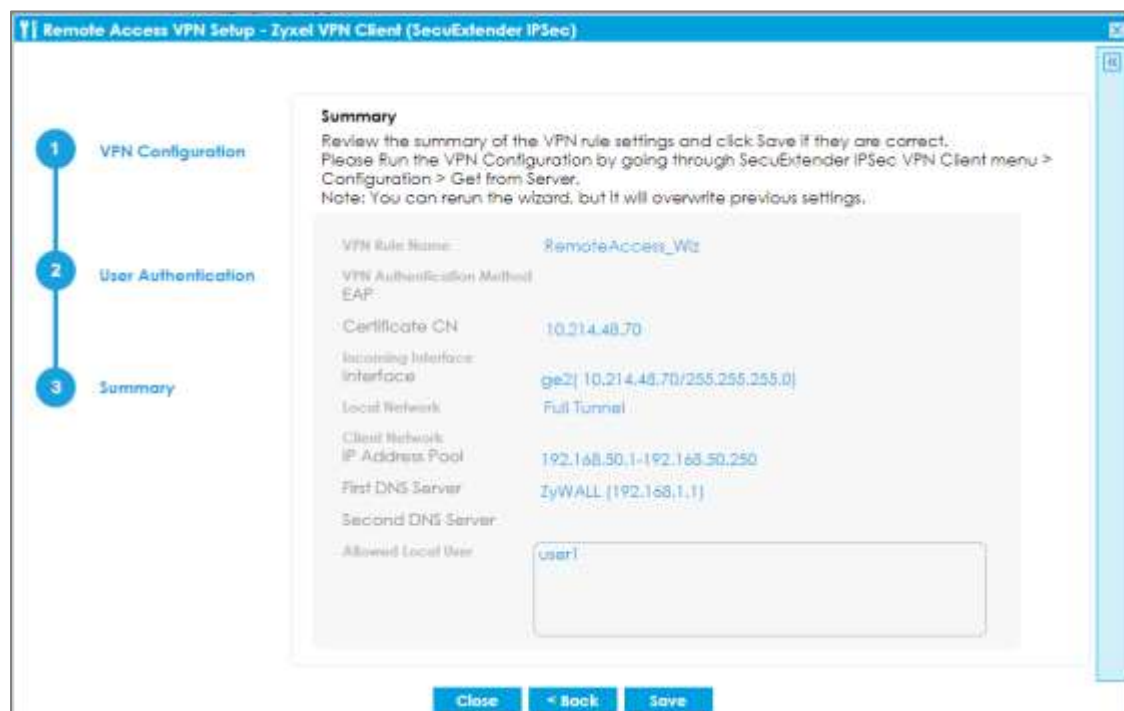 Remote Access VPN Setup - Zyxel VPN Client (SecuExtender IPSec)
1 VPN Configuration
2 User Authentication
3 Summary
Summary
Review the summary of the VPN rule settings and click Save if they are correct.
Please Run the VPN Configuration by going through SecuExtender IPSec VPN Client menu >
Configuration > Get from Server.
Note: You can rerun the wizard, but it will overwrite previous settings.
VPN Rule Name RemoteAccess_Wiz
VPN Authentication Method
EAP
Certificate CN 10.214.48.70
Incoming Interface
Interface ge2( 10.214.48.70/255.255.255.0)
Local Network Full Tunnel
Client Network
IP Address Pool 192.168.50.1-192.168.50.250
First DNS Server ZyWALL (192.168.1.1)
Second DNS Server
Allowed Local User user1
Close < Back Save